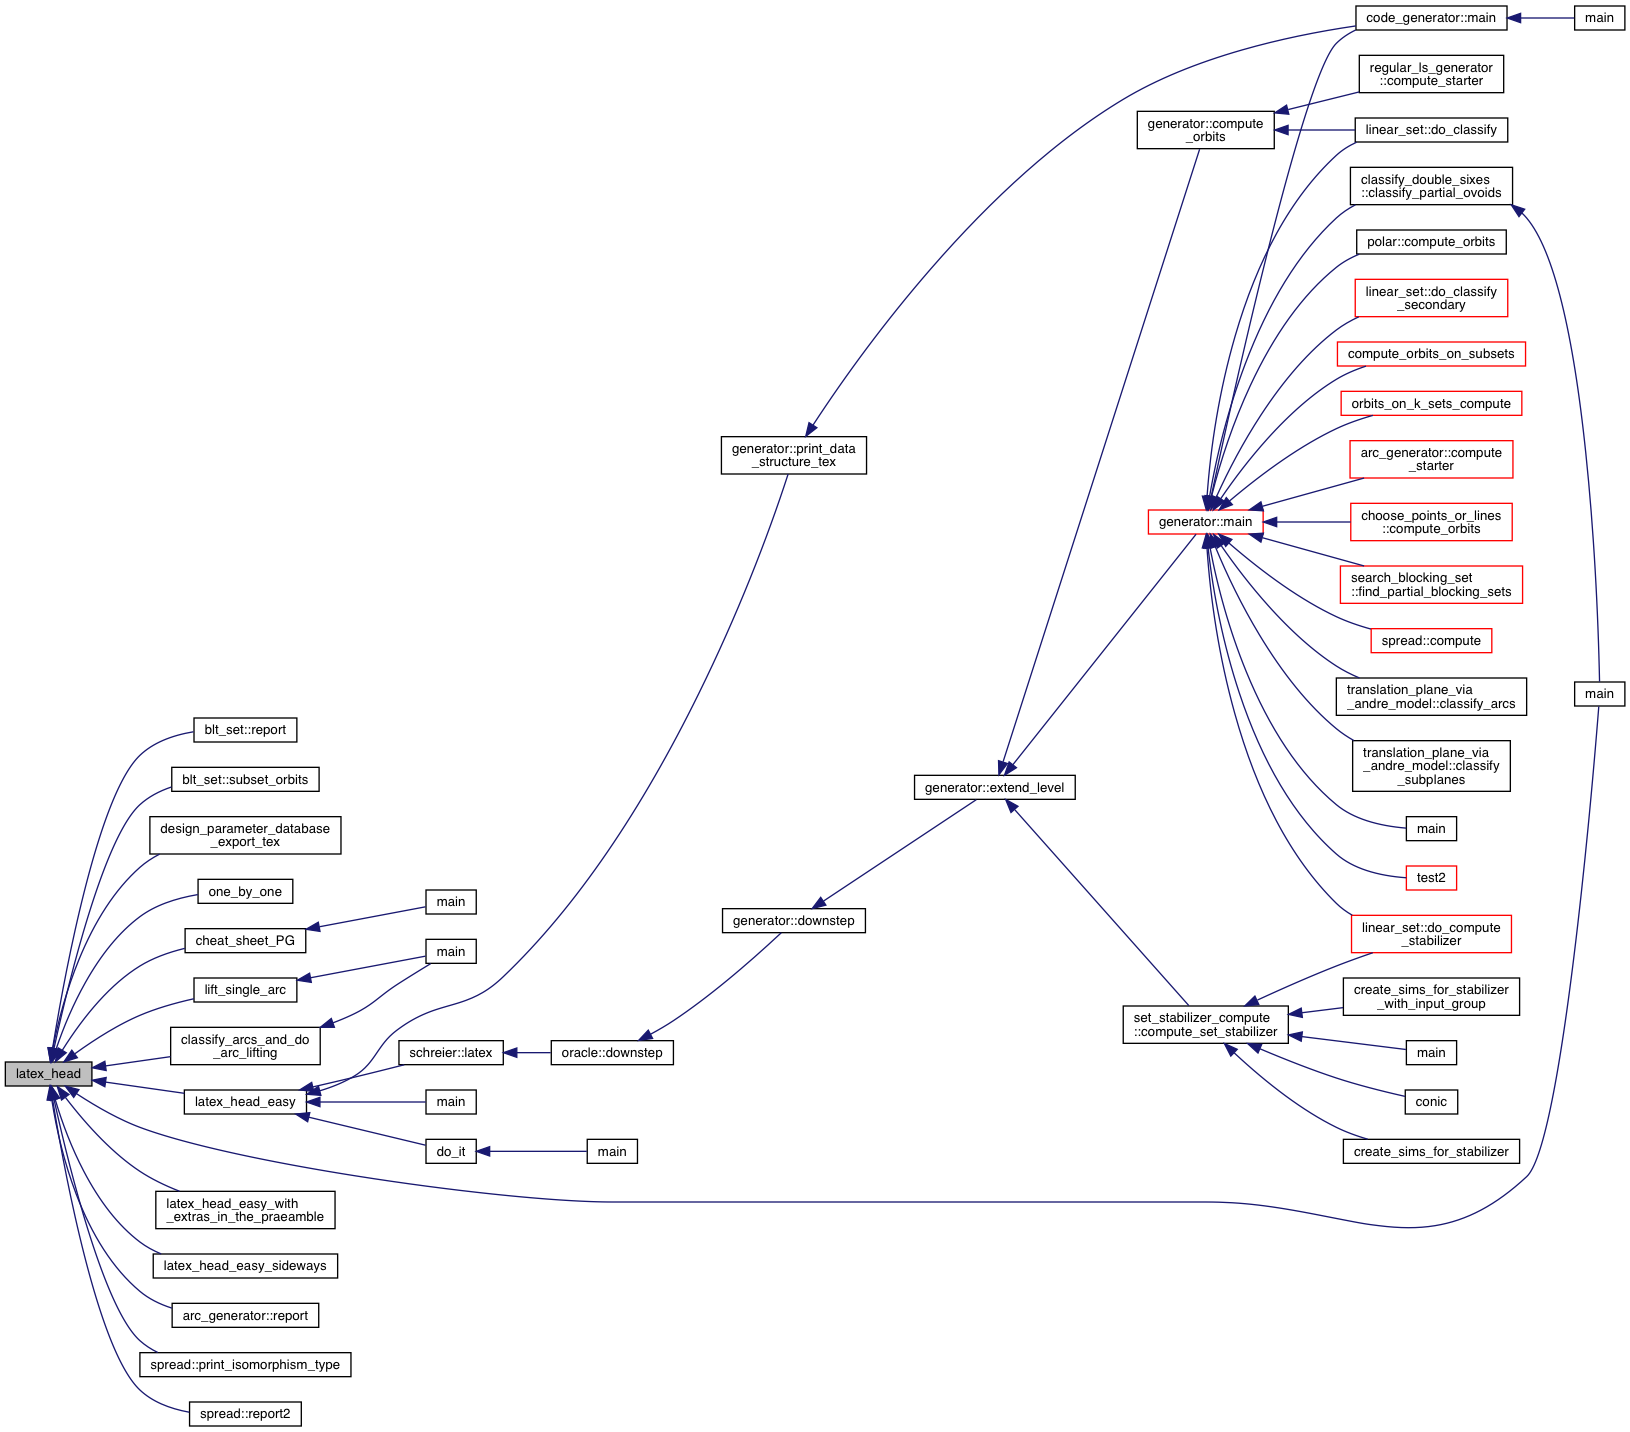 code_generator::main
main
regular_ls_generator
::compute_starter
generator::compute
_orbits
linear_set::do_classify
classify_double_sixes
::classify_partial_ovoids
polar::compute_orbits
linear_set::do_classify
_secondary
compute_orbits_on_subsets
orbits_on_k_sets_compute
generator::print_data
_structure_tex
arc_generator::compute
_starter
generator::main
choose_points_or_lines
::compute_orbits
search_blocking_set
::find_partial_blocking_sets
spread::compute
translation_plane_via
_andre_model::classify_arcs
main
blt_set::report
translation_plane_via
_andre_model::classify
_subplanes
blt_set::subset_orbits
generator::extend_level
design_parameter_database
_export_tex
main
one_by_one
test2
main
generator::downstep
cheat_sheet_PG
linear_set::do_compute
_stabilizer
main
lift_single_arc
create_sims_for_stabilizer
_with_input_group
set_stabilizer_compute
::compute_set_stabilizer
classify_arcs_and_do
_arc_lifting
schreier::latex
oracle::downstep
main
latex_head
latex_head_easy
main
conic
do_it
main
create_sims_for_stabilizer
latex_head_easy_with
_extras_in_the_praeamble
latex_head_easy_sideways
arc_generator::report
spread::print_isomorphism_type
spread::report2